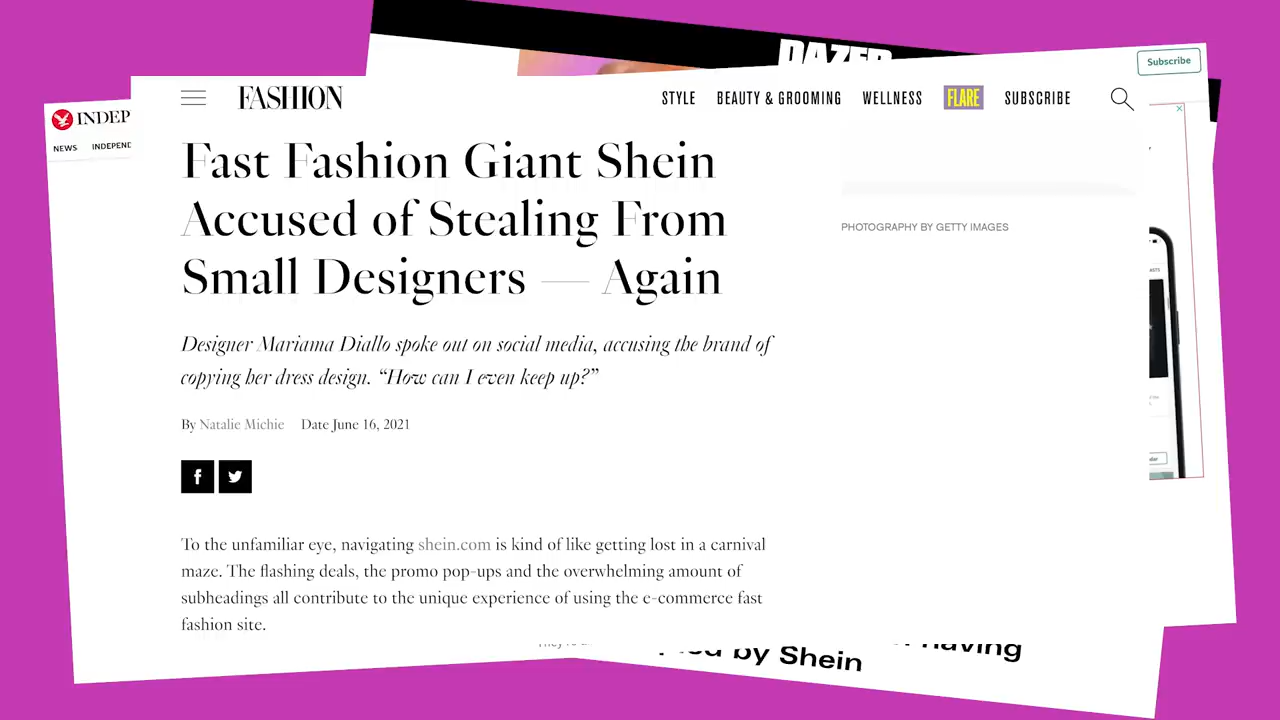 DAZED
Subscribe
INDEP
NEWS INDEPEND
FASHION
STYLE BEAUTY & GROOMING WELLNESS FLARE SUBSCRIBE
Fast Fashion Giant Shein
Accused of Stealing From
Small Designers — Again
PHOTOGRAPHY BY GETTY IMAGES
Designer Mariama Diallo spoke out on social media, accusing the brand of
copying her dress design. “How can I even keep up?”
By Natalie Michie Date June 16, 2021
To the unfamiliar eye, navigating shein.com is kind of like getting lost in a carnival
maze. The flashing deals, the promo pop-ups and the overwhelming amount of
subheadings all contribute to the unique experience of using the e-commerce fast
fashion site.
having
by Shein